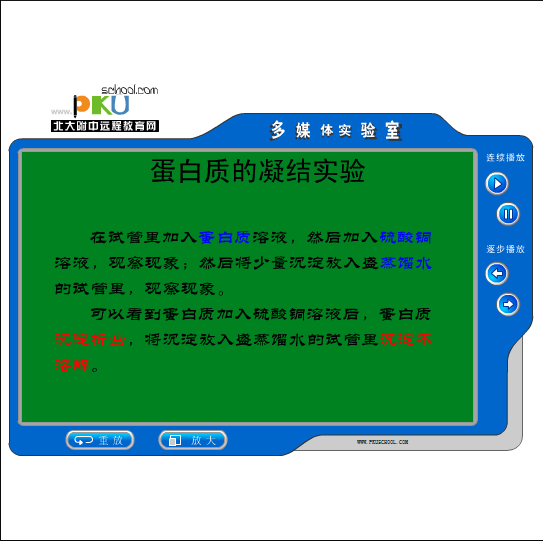 school.com
www.PKU
北大附中远程教育网
多媒体实验室
蛋白质的凝结实验
连续播放
在试管里加入蛋白质溶液，然后加入硫酸铜
溶液，观察现象；然后将少量沉淀放入盛蒸馏水
的试管里，观察现象。
可以看到蛋白质加入硫酸铜溶液后，蛋白质
沉淀析出，将沉淀放入盛蒸馏水的试管里沉淀不
溶解。
逐步播放
重放
放大
WWW.PKUSCHOOL.COM